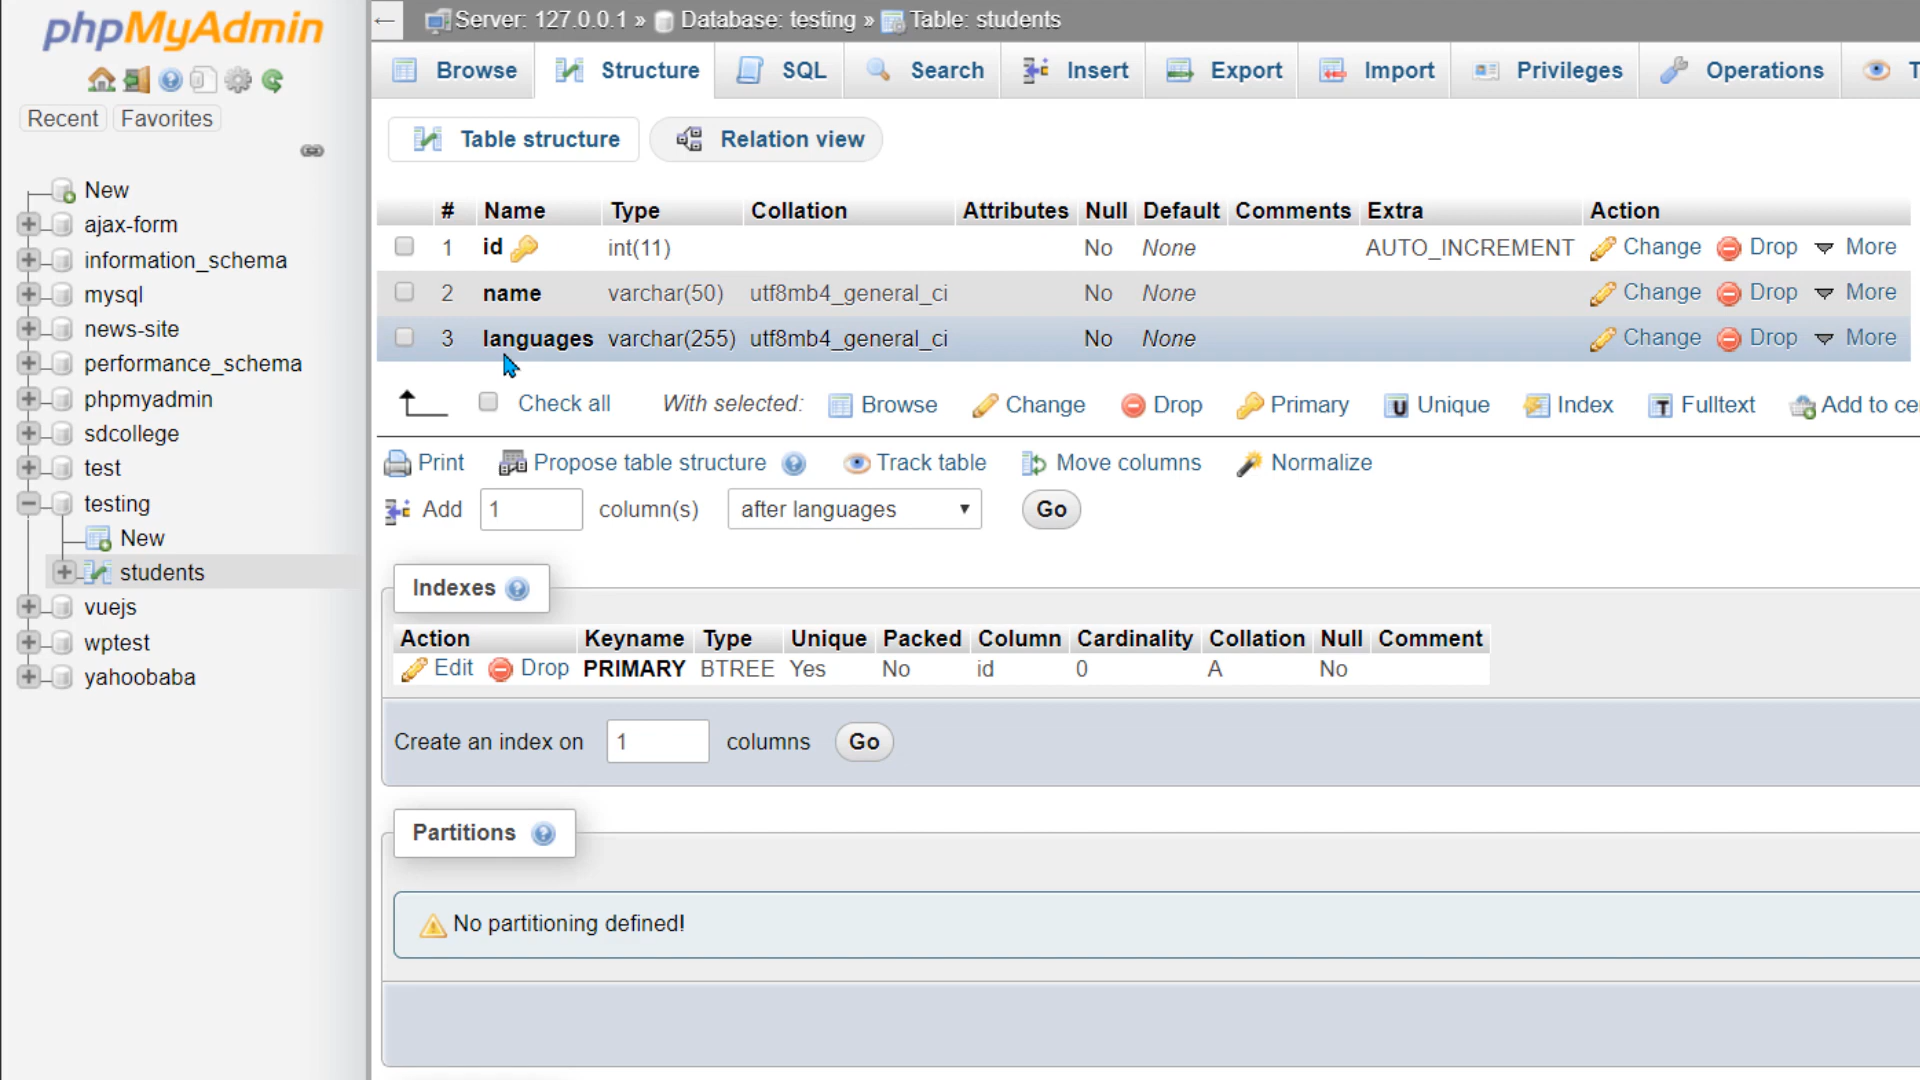 phpMyAdmin
Recent Favorites
New
ajax-form
information_schema
mysql
news-site
performance_schema
phpmyadmin
sdcollege
test
testing
New
students
vuejs
wptest
yahoobaba
Server: 127.0.0.1 » Database: testing » Table: students
Browse Structure SQL Search Insert Export Import Privileges Operations T
Table structure Relation view
# Name Type Collation Attributes Null Default Comments Extra Action
1 id int(11) No None AUTO_INCREMENT Change Drop More
2 name varchar(50) utf8mb4_general_ci No None Change Drop More
3 languages varchar(255) utf8mb4_general_ci No None Change Drop More
Check all With selected: Browse Change Drop Primary Unique Index Fulltext Add to ce
Print Propose table structure Track table Move columns Normalize
Add 1 column(s) after languages Go
Indexes
Action Keyname Type Unique Packed Column Cardinality Collation Null Comment
Edit Drop PRIMARY BTREE Yes No id 0 A No
Create an index on 1 columns Go
Partitions
No partitioning defined!